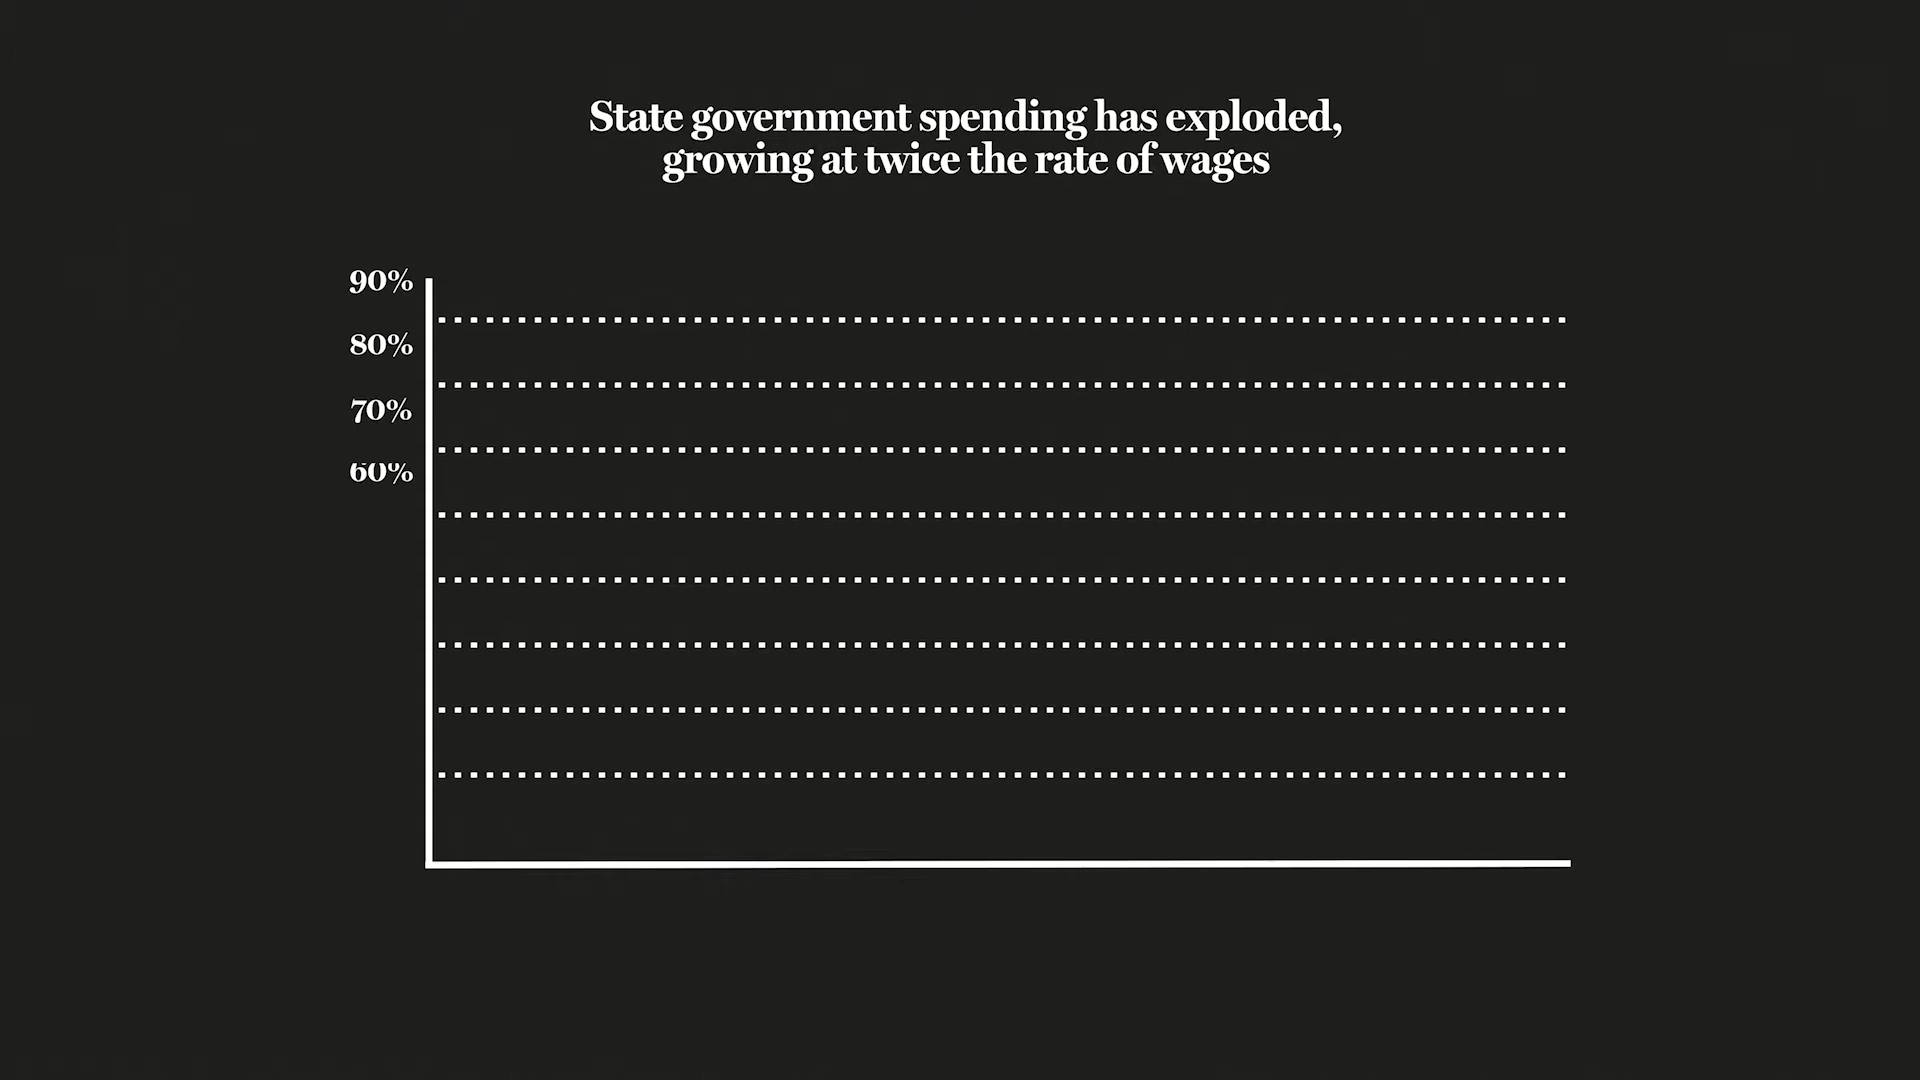 State government spending has exploded,
growing at twice the rate of wages
90%
80%
70%
60%